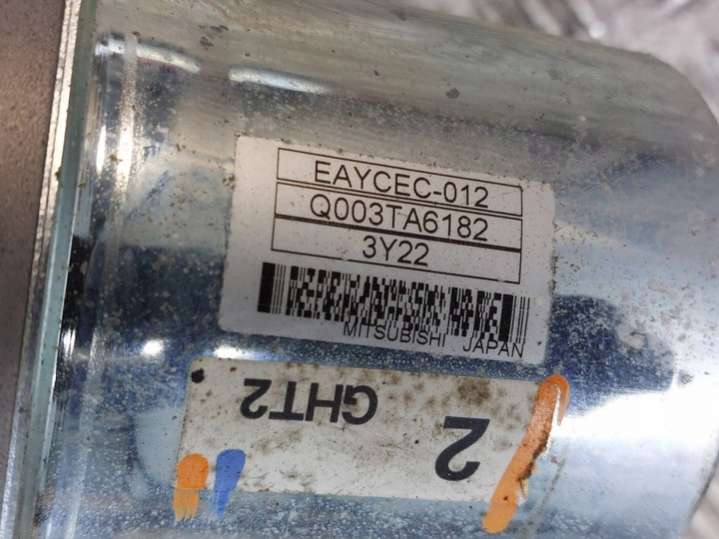 EAYCEC-012
Q003TA6182
3Y22
MITSUBISHI JAPAN
GHT2
2